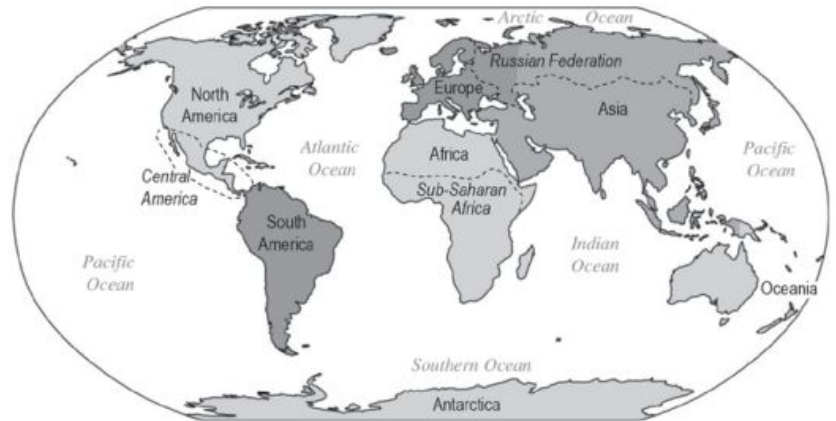 Arctic Ocean
Russian Federation
North
America
Europe
Asia
Atlantic
Ocean
Africa
Pacific
Ocean
Central
America
Sub-Saharan
Africa
South
America
Indian
Ocean
Pacific
Ocean
Oceania
Southern Ocean
Antarctica